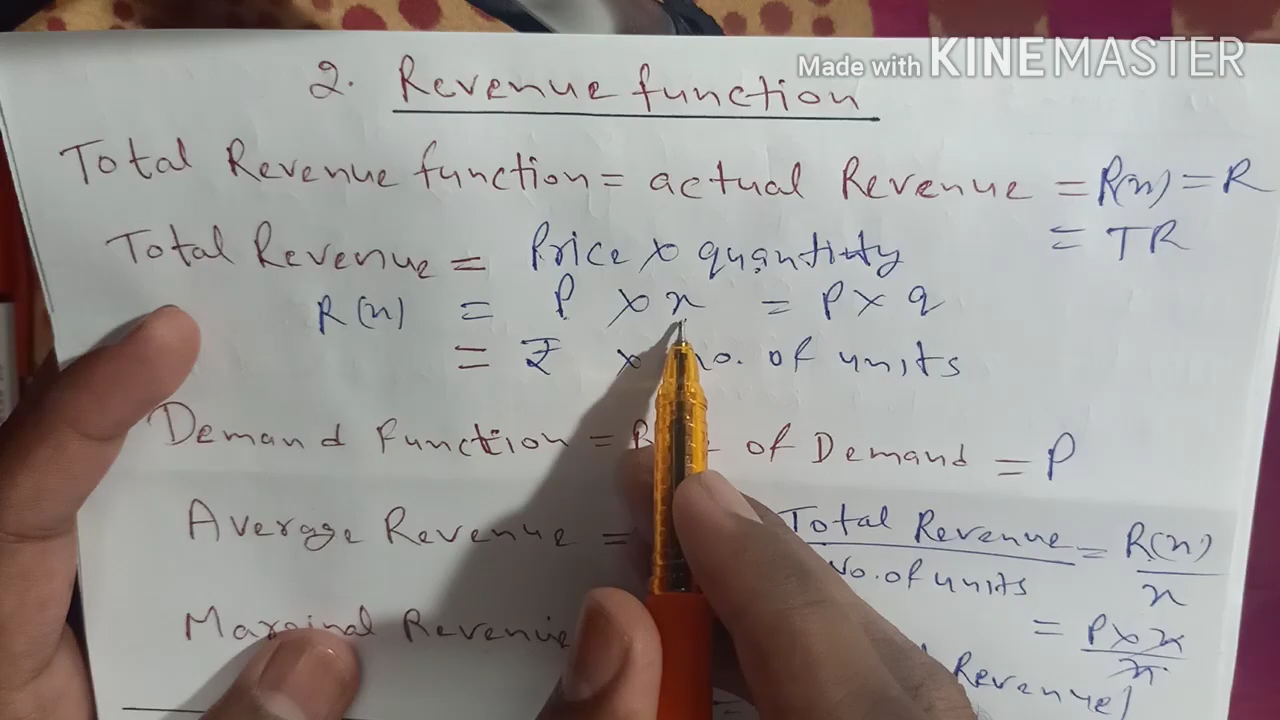 Made with KINEMASTER
2. Revenue function
Total Revenue function = actual Revenue = R(x) = R
= TR
Total Revenue = Price × quantity
R(x) = P × x = P × q
= ₹ × No. of units
Demand Function = of Demand = P
Average Revenue = Total Revenue / No. of units = R(x) / x
= P × x / x
Marginal Revenue
Revenue]